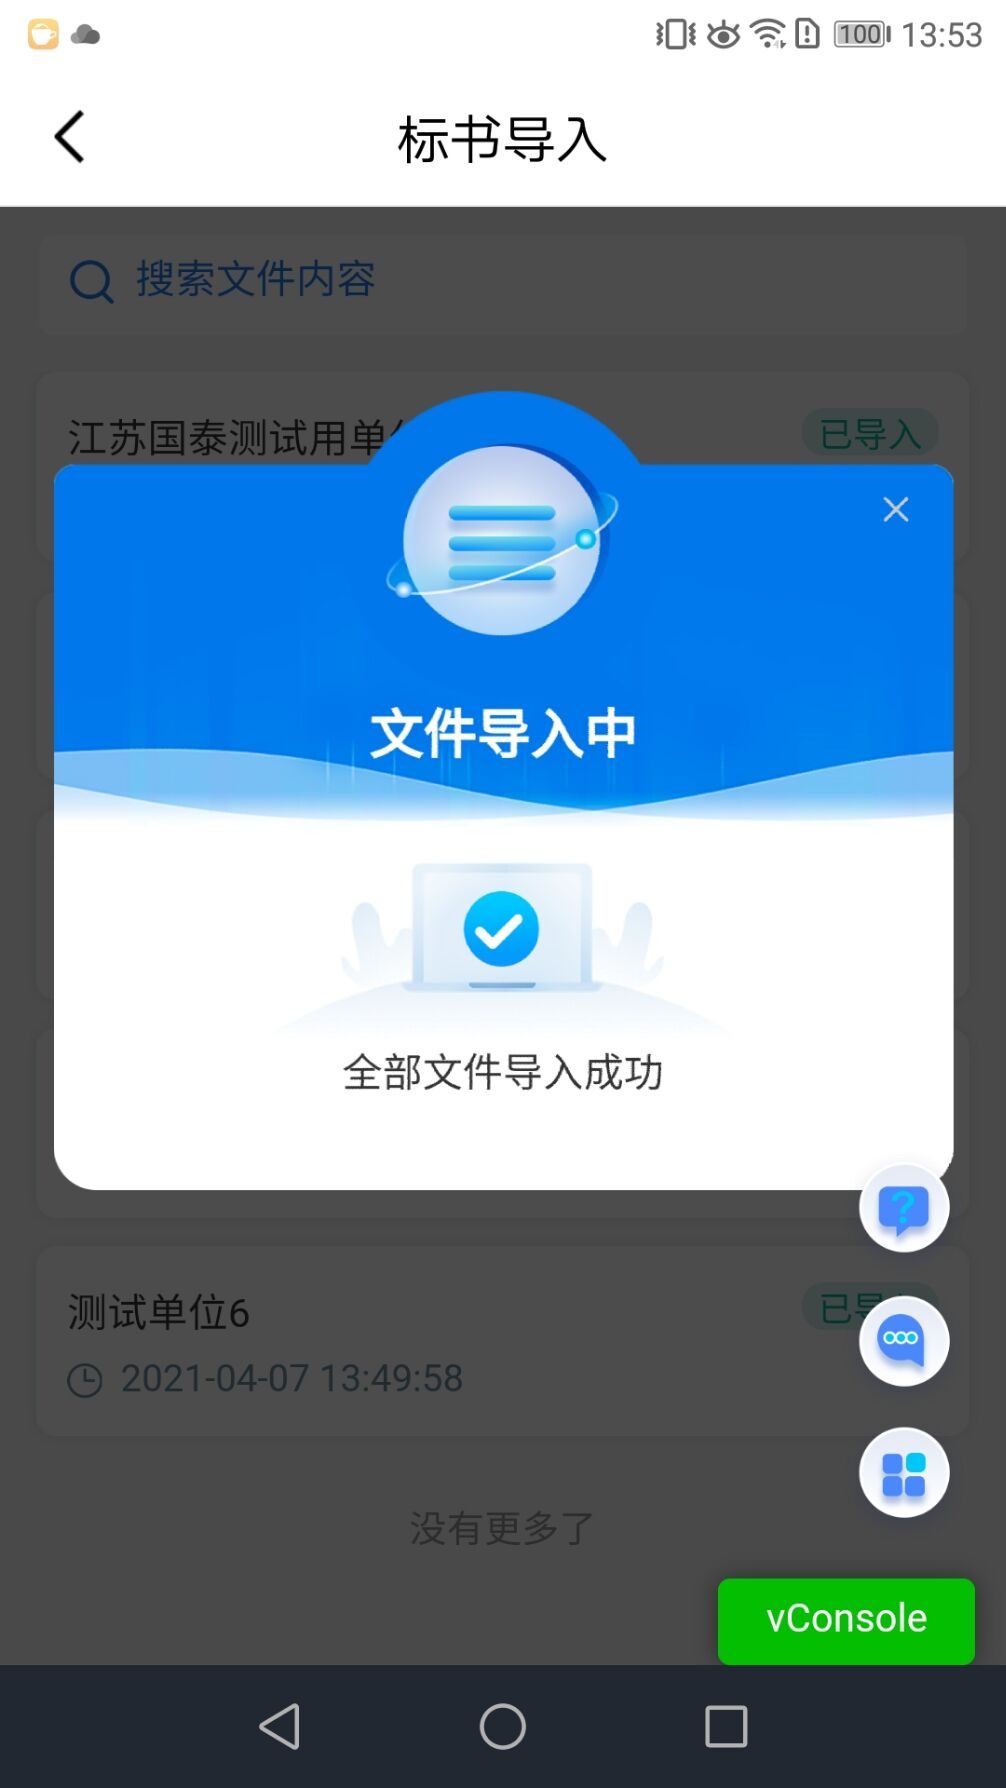 100 13:53
标书导入
搜索文件内容
江苏国泰测试用单
已导入
文件导入中
全部文件导入成功
测试单位6
已导
2021-04-07 13:49:58
没有更多了
vConsole